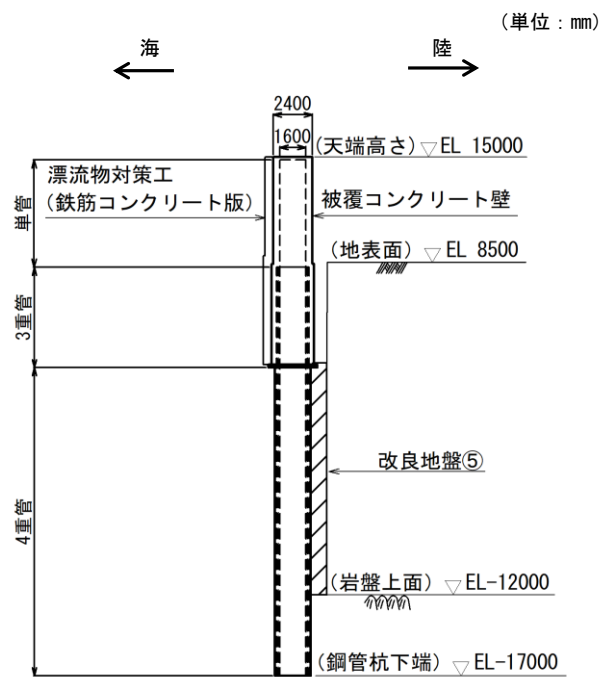 (単位：mm)
海
陸
2400
1600
(天端高さ) ▽ EL 15000
漂流物対策工
(鉄筋コンクリート版)
被覆コンクリート壁
単管
(地表面) ▽ EL 8500
3重管
改良地盤⑤
4重管
(岩盤上面) ▽ EL-12000
(鋼管杭下端) ▽ EL-17000